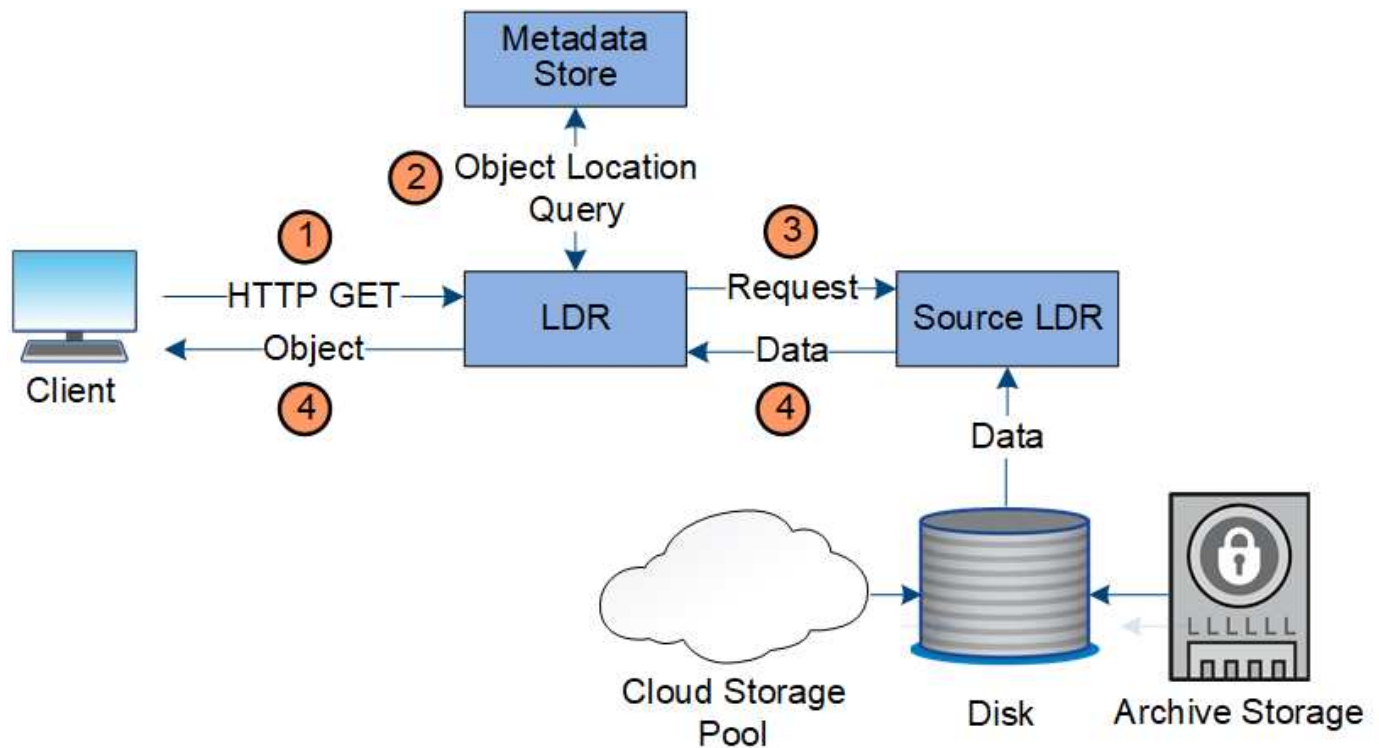 Metadata
Store
2
Object Location
Query
1
3
HTTP GET
LDR
Request
Source LDR
Object
Data
Client
4
4
Data
LLLLLL
Cloud Storage
Pool
Disk
Archive Storage